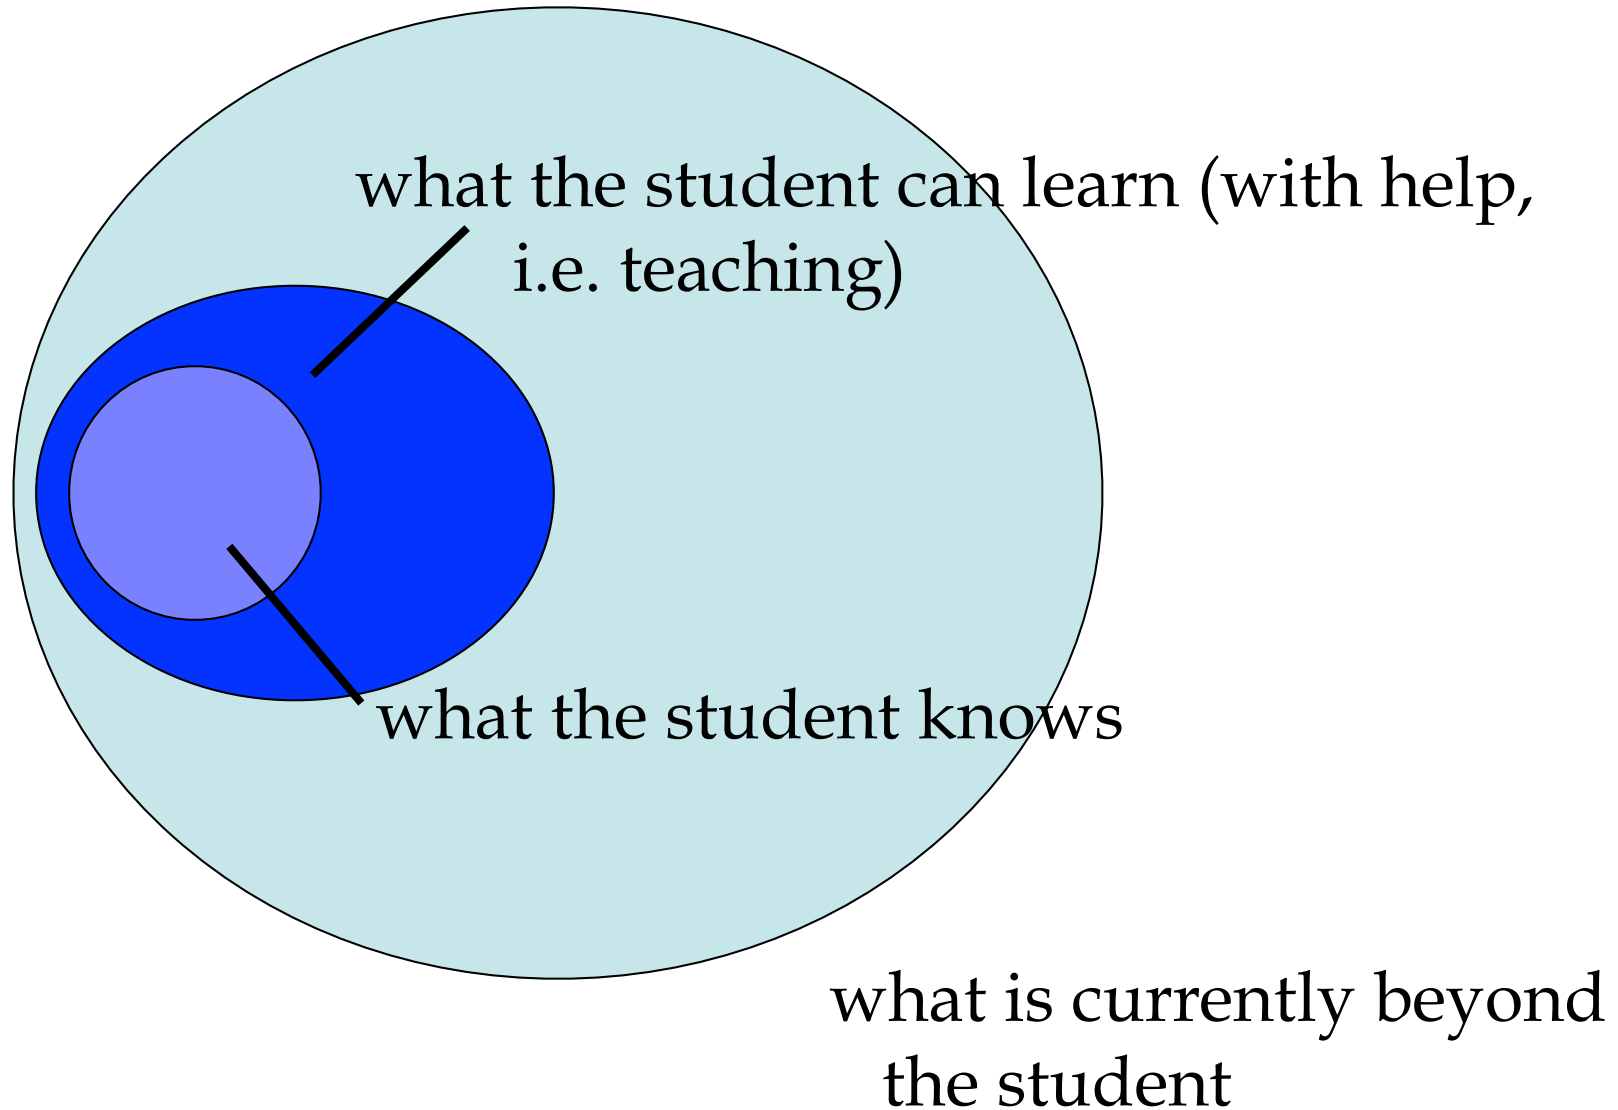 what the student can learn (with help,
i.e. teaching)
what the student knows
what is currently beyond
the student